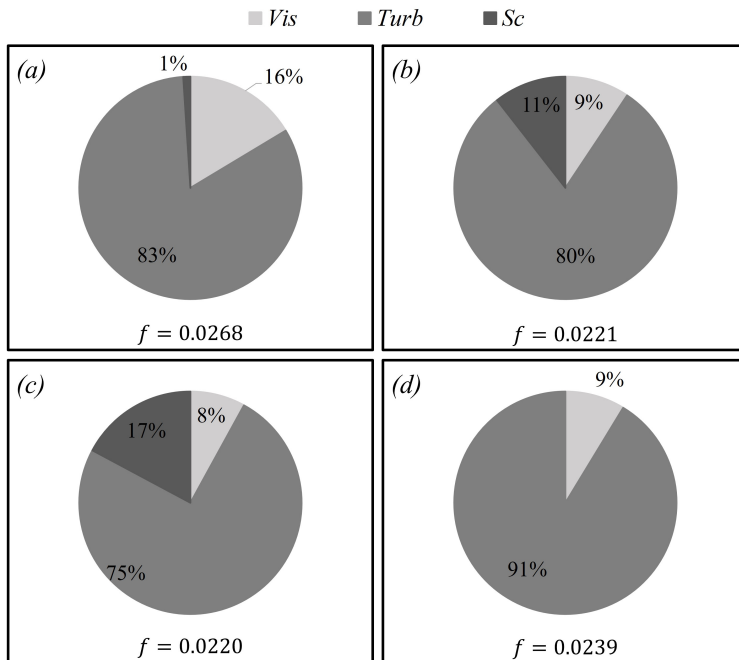 Vis Turb Sc
(a) 1% 16%
83%
f = 0.0268
(b) 11% 9%
80%
f = 0.0221
(c) 17% 8%
75%
f = 0.0220
(d) 9%
91%
f = 0.0239